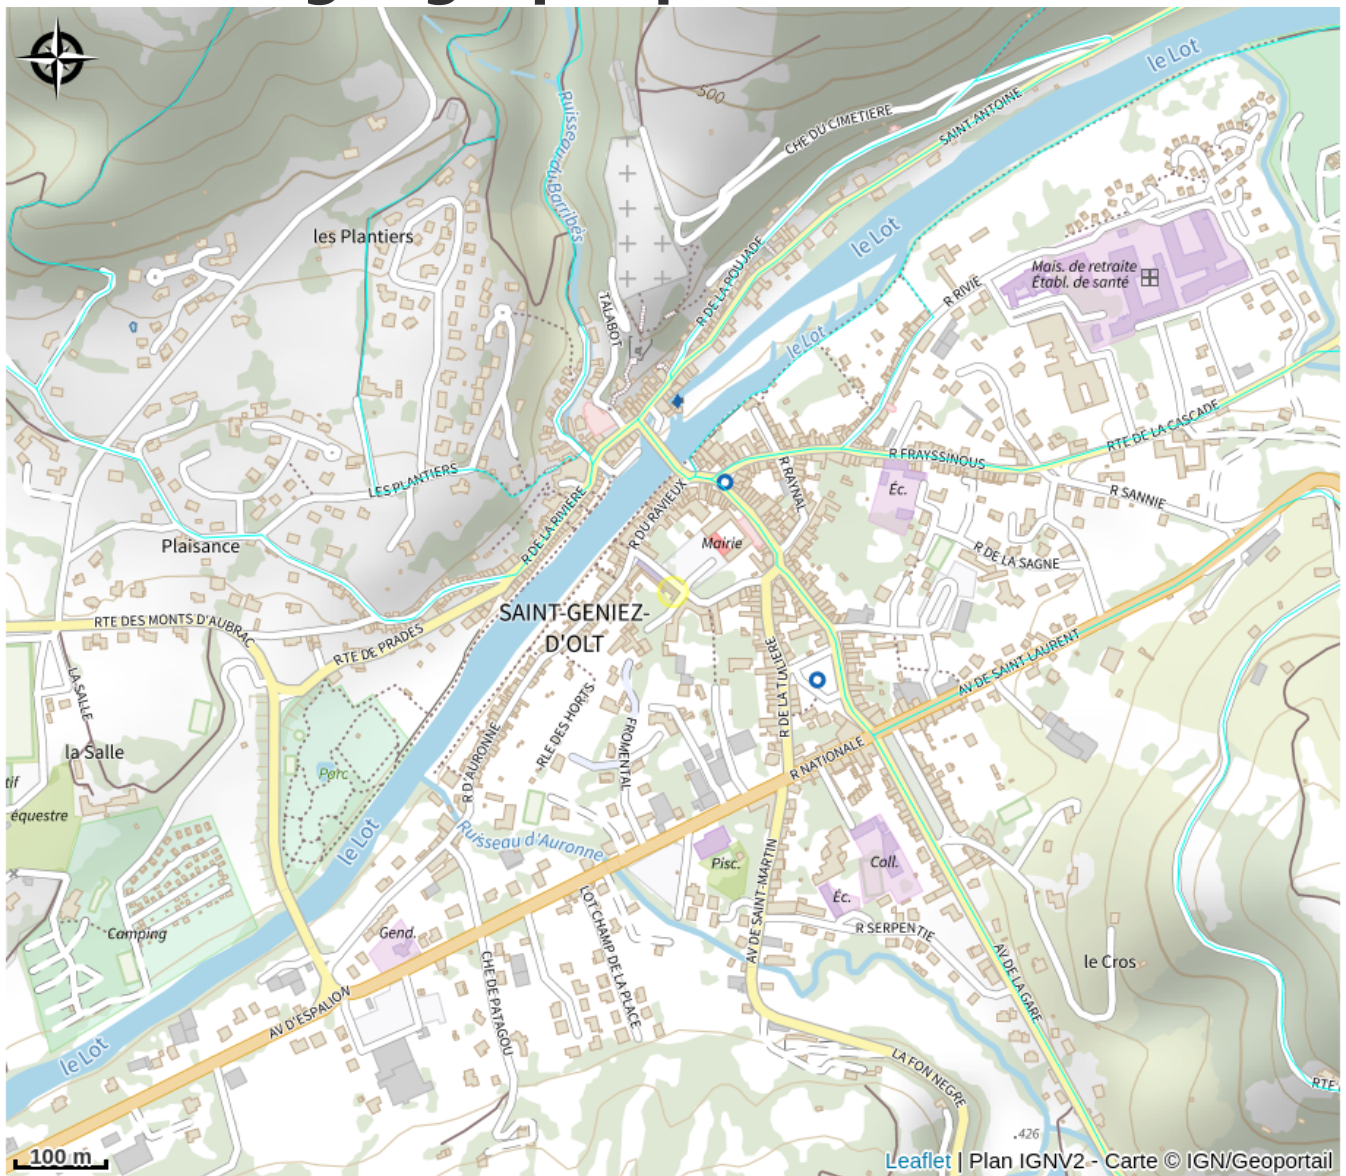 le Lot
500
CHE DU CIMETIERE
SAINT ANTOINE
Ruisseau du Barribès
les Plantiers
le Lot
R DE LA POUJADE
Mais. de retraite
Établ. de santé
R RIVIE
TALABOT
le Lot
RTE DE LA CASCADE
R FRAYSSINOUS
LES PLANTIERS
R RAYNAL
Éc.
R SANNIE
R DE LA RIVIÈRE
R DU RAVIEUX
Plaisance
Mairie
R DE LA SAGNE
SAINT-GENIEZ-
D'OLT
RTE DES MONTS D'AUBRAC
RTE DE PRADES
AV DE SAINT-LAURENT
LA SALLE
R DE LA TUILERIE
RLE DES HORTS
FROMENTAL
R D'AURONNE
R NATIONALE
la Salle
Parc
tif
équestre
le Lot
Ruisseau d'Auronne
Pisc.
Coll.
Éc.
AV DE SAINT-MARTIN
LOT CHAMP DE LA PLACE
Camping
Gend.
R SERPENTIE
le Cros
AV DE LA GARE
CHE DE PATAGOU
AV D'ESPALION
le Lot
LA FON NEGRE
RTE
.426
100 m
Leaflet | Plan IGNV2 - Carte © IGN/Geoportail